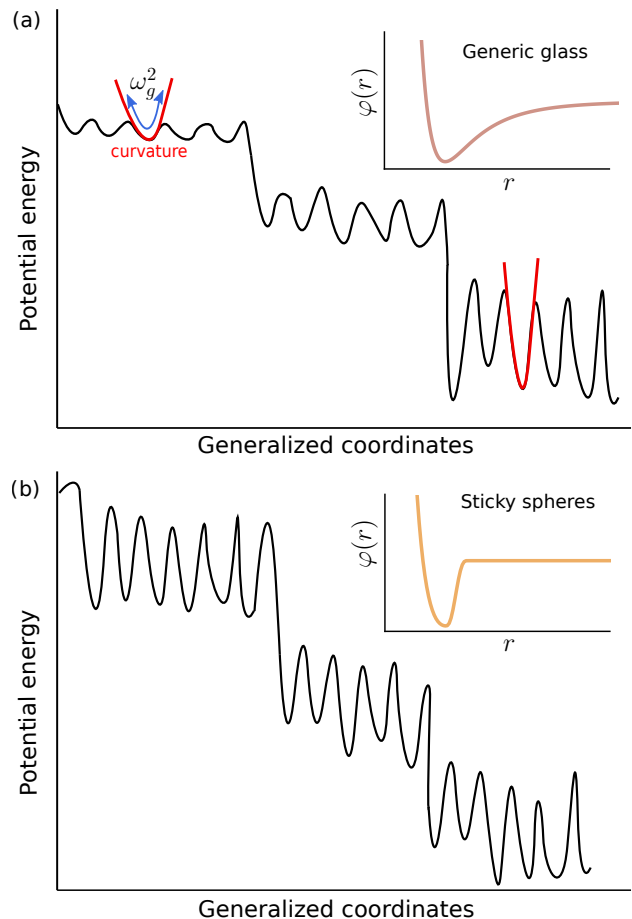 (a)
ω_g^2
curvature
Generic glass
φ(r)
r
Potential energy
Generalized coordinates
(b)
Sticky spheres
φ(r)
r
Potential energy
Generalized coordinates